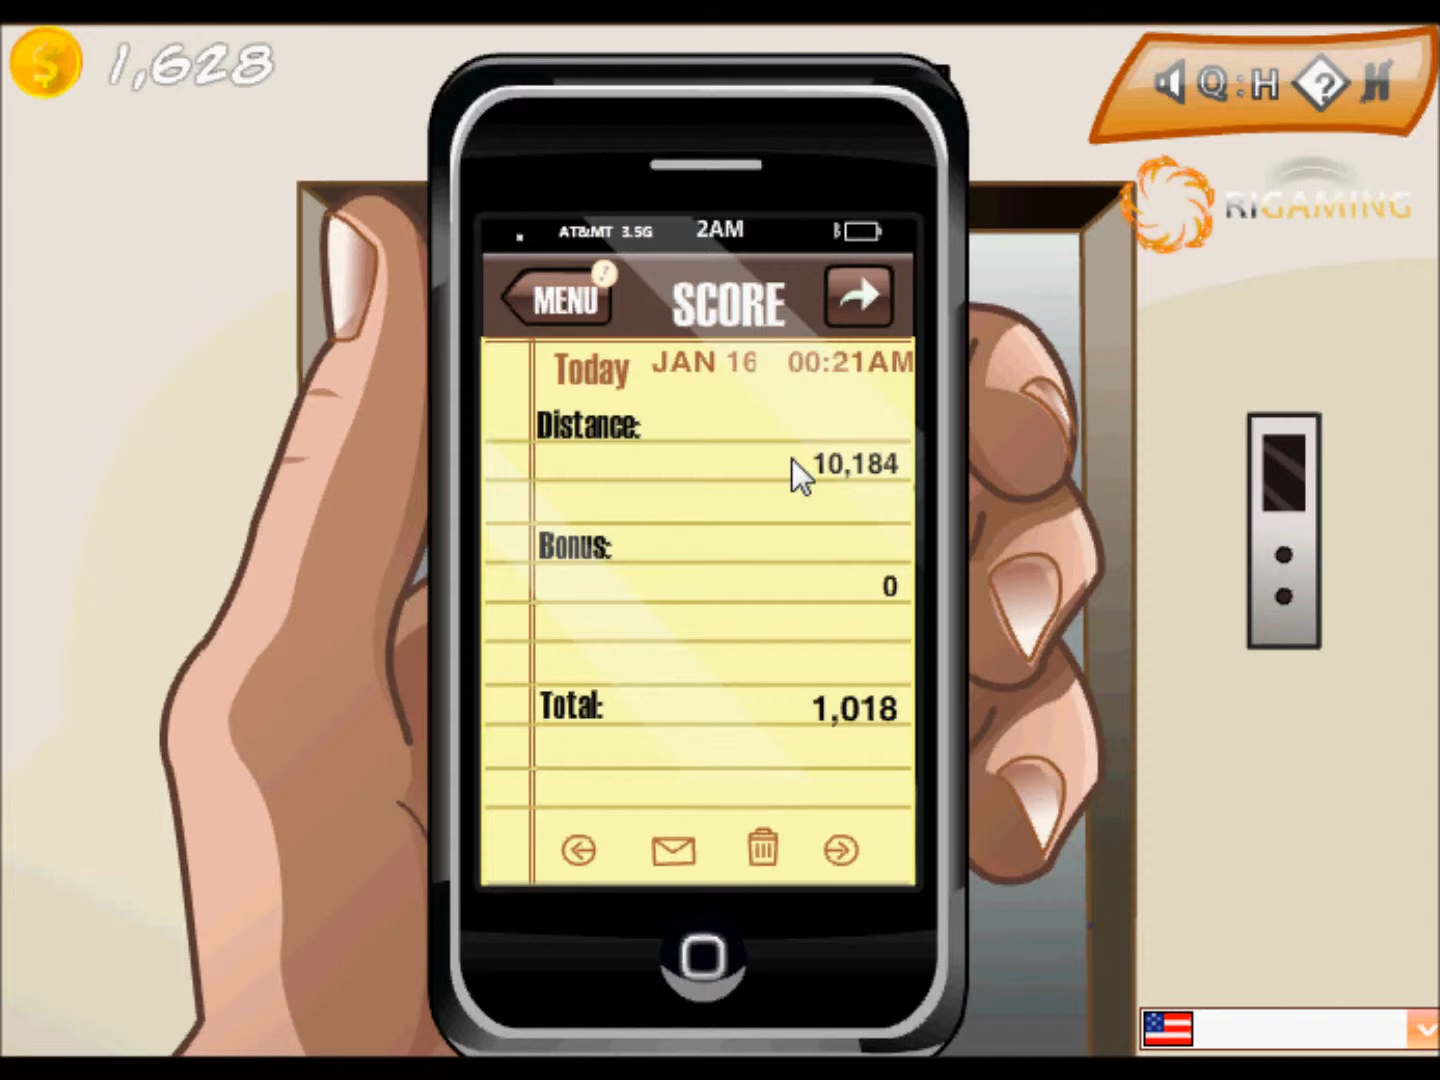 1,628
Q:H ?
RIGAMING
AT&MT 3.5G 2AM
MENU !
SCORE
Today JAN 16 00:21AM
Distance:
10,184
Bonus:
0
Total:
1,018